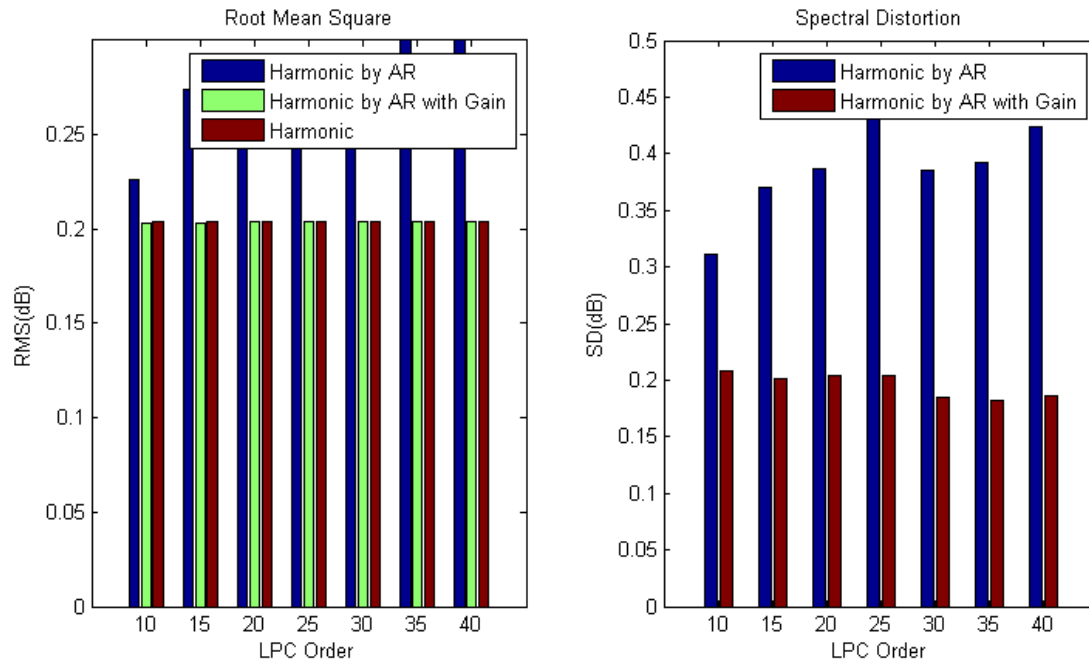 Root Mean Square
Harmonic by AR
Harmonic by AR with Gain
Harmonic
0.25
0.2
0.15
0.1
0.05
0
RMS(dB)
10 15 20 25 30 35 40
LPC Order
Spectral Distortion
Harmonic by AR
Harmonic by AR with Gain
0.5
0.45
0.4
0.35
0.3
0.25
0.2
0.15
0.1
0.05
0
SD(dB)
10 15 20 25 30 35 40
LPC Order